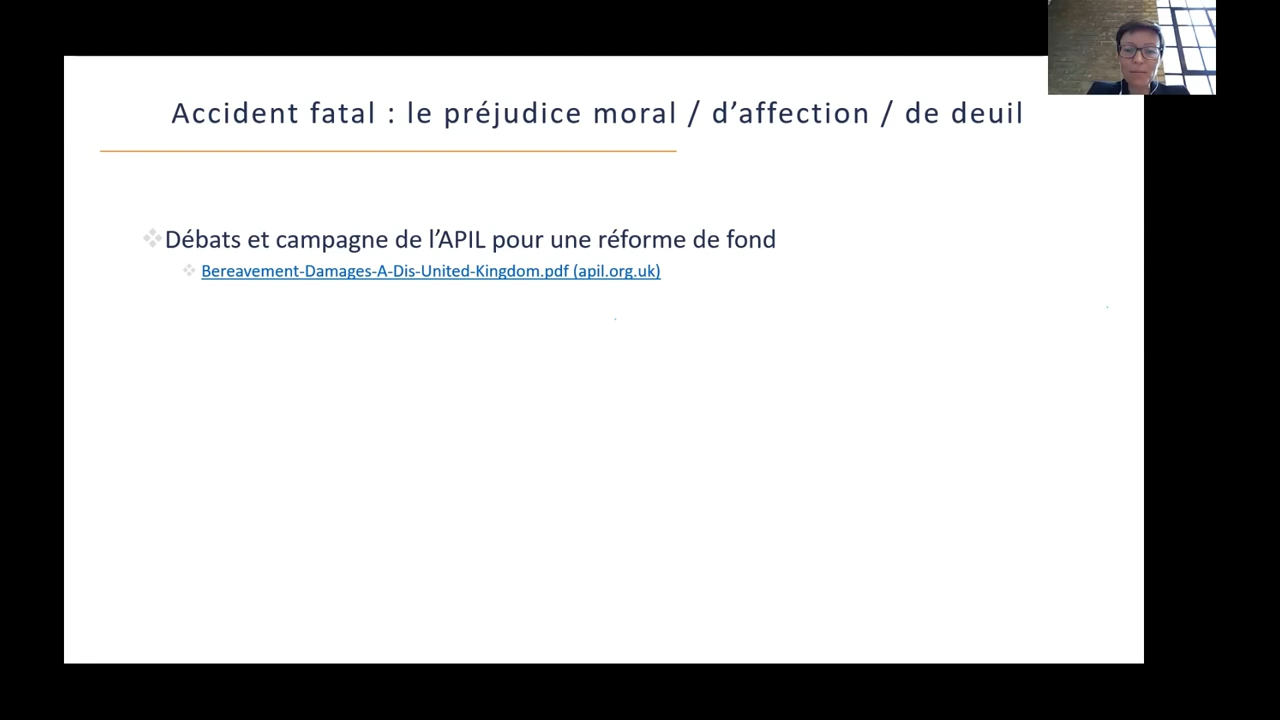 Accident fatal : le préjudice moral / d’affection / de deuil
Débats et campagne de l’APIL pour une réforme de fond
Bereavement-Damages-A-Dis-United-Kingdom.pdf (apil.org.uk)